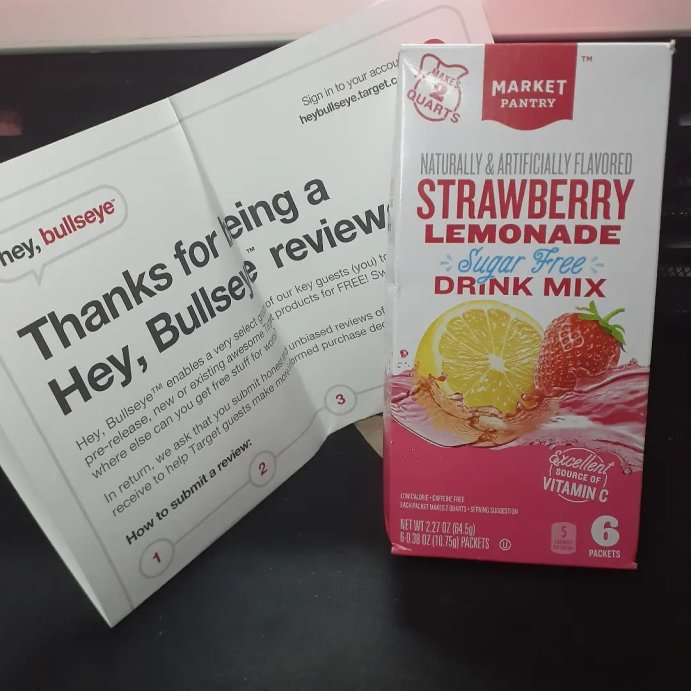 Sign in to your accou
heybullseye.target.c
hey, bullseye™
Thanks for being a
Hey, Bullseye™ review
Hey, Bullseye™ enables a very select of our key guests (you) to
pre-release, new or existing awesome products for FREE! Sw
where else can you get free stuff for
In return, we ask that you submit honest unbiased reviews of
receive to help Target guests make more informed purchase dec
How to submit a review:
1
2
3
MAKES
2
QUARTS
MARKET
PANTRY
™
NATURALLY & ARTIFICIALLY FLAVORED
STRAWBERRY
LEMONADE
Sugar Free
DRINK MIX
Excellent
SOURCE OF
VITAMIN C
LOW CALORIE • CAFFEINE FREE
EACH PACKET MAKES 2 QUARTS • SERVING SUGGESTION
NET WT 2.27 OZ (64.5g)
6-0.38 OZ (10.75g) PACKETS
U
5
CALORIES
PER PORTION
6
PACKETS